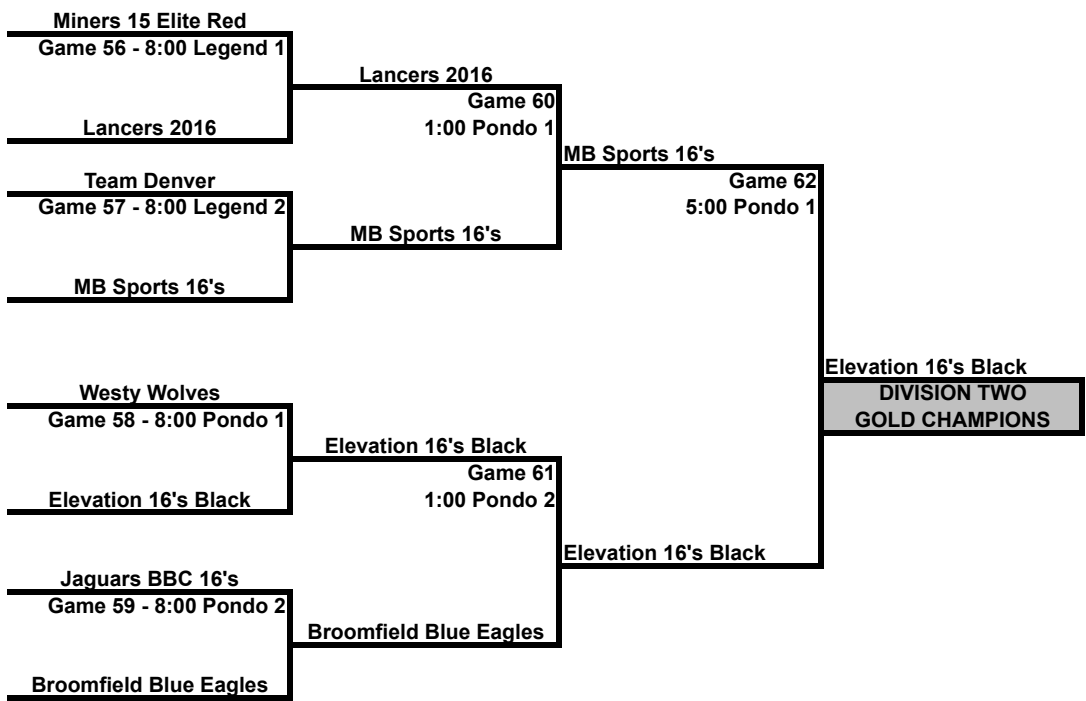 Miners 15 Elite Red
Game 56 - 8:00 Legend 1
Lancers 2016
Game 60
1:00 Pondo 1
Lancers 2016
MB Sports 16's
Team Denver
Game 62
Game 57 - 8:00 Legend 2
5:00 Pondo 1
MB Sports 16's
MB Sports 16's
Elevation 16's Black
Westy Wolves
DIVISION TWO
Game 58 - 8:00 Pondo 1
GOLD CHAMPIONS
Elevation 16's Black
Game 61
Elevation 16's Black
1:00 Pondo 2
Elevation 16's Black
Jaguars BBC 16's
Game 59 - 8:00 Pondo 2
Broomfield Blue Eagles
Broomfield Blue Eagles